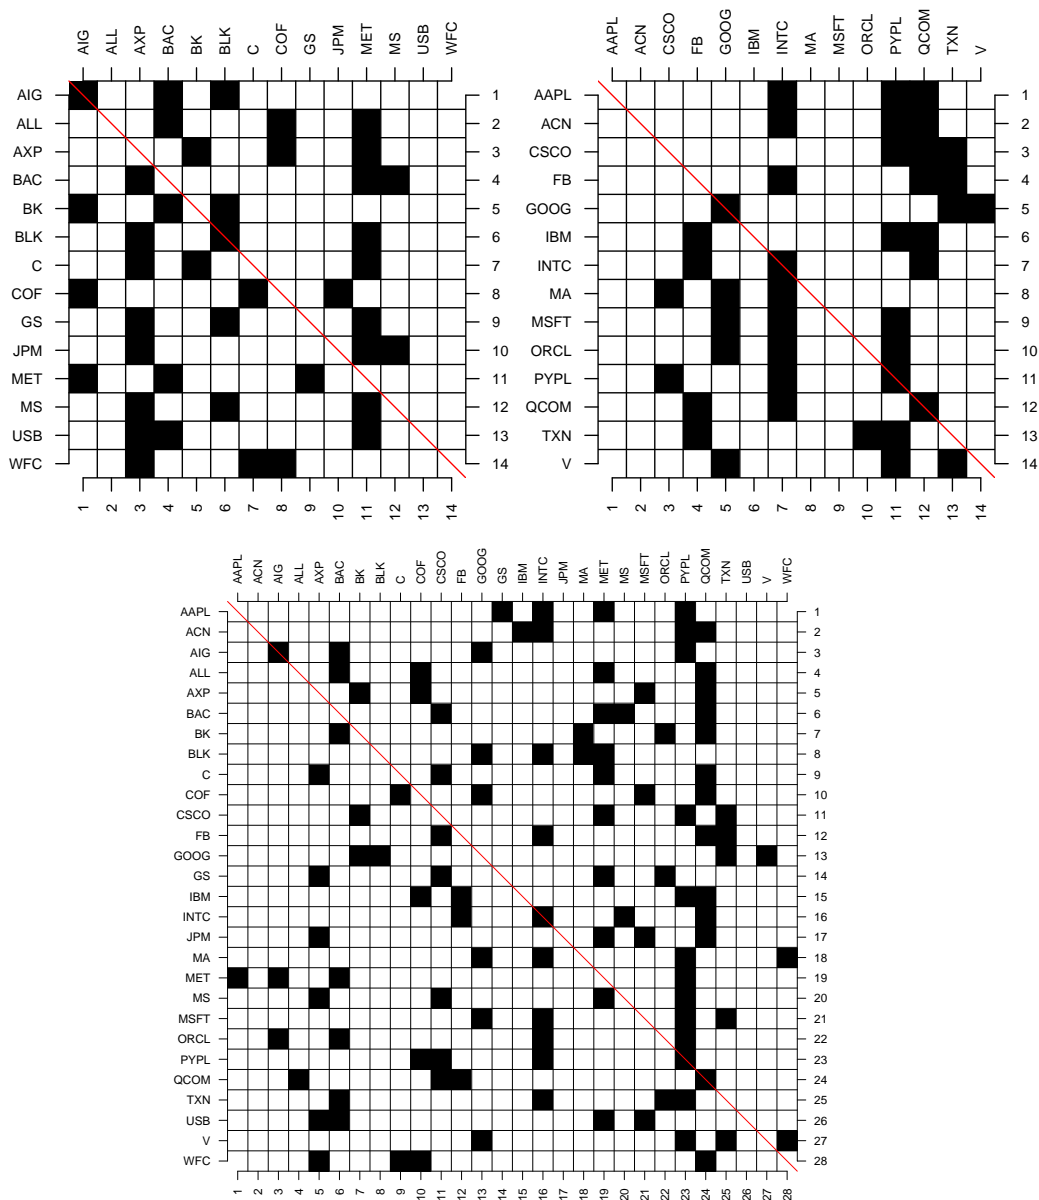 AIG ALL AXP BAC BK BLK C COF GS JPM MET MS USB WFC
AIG 1
ALL 2
AXP 3
BAC 4
BK 5
BLK 6
C 7
COF 8
GS 9
JPM 10
MET 11
MS 12
USB 13
WFC 14
1 2 3 4 5 6 7 8 9 10 11 12 13 14
AAPL ACN CSCO FB GOOG IBM INTC MA MSFT ORCL PYPL QCOM TXN V
AAPL 1
ACN 2
CSCO 3
FB 4
GOOG 5
IBM 6
INTC 7
MA 8
MSFT 9
ORCL 10
PYPL 11
QCOM 12
TXN 13
V 14
1 2 3 4 5 6 7 8 9 10 11 12 13 14
AAPL ACN AIG ALL AXP BAC BK BLK C COF CSCO FB GOOG GS IBM INTC JPM MA MET MS MSFT ORCL PYPL QCOM TXN USB V WFC
AAPL 1
ACN 2
AIG 3
ALL 4
AXP 5
BAC 6
BK 7
BLK 8
C 9
COF 10
CSCO 11
FB 12
GOOG 13
GS 14
IBM 15
INTC 16
JPM 17
MA 18
MET 19
MS 20
MSFT 21
ORCL 22
PYPL 23
QCOM 24
TXN 25
USB 26
V 27
WFC 28
1 2 3 4 5 6 7 8 9 10 11 12 13 14 15 16 17 18 19 20 21 22 23 24 25 26 27 28